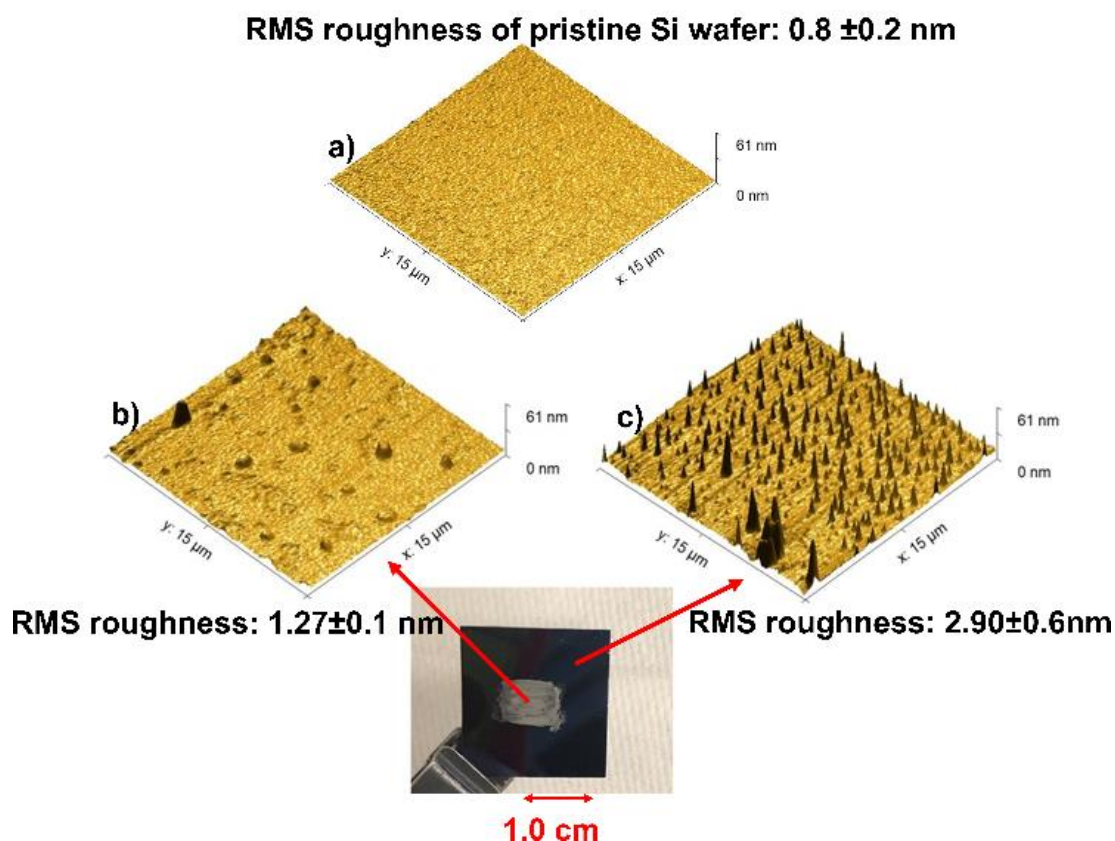 RMS roughness of pristine Si wafer: 0.8 ±0.2 nm
a)
61 nm
0 nm
y: 15 µm
x: 15 µm
b)
61 nm
0 nm
y: 15 µm
x: 15 µm
c)
61 nm
0 nm
y: 15 µm
x: 15 µm
RMS roughness: 1.27±0.1 nm
RMS roughness: 2.90±0.6nm
1.0 cm